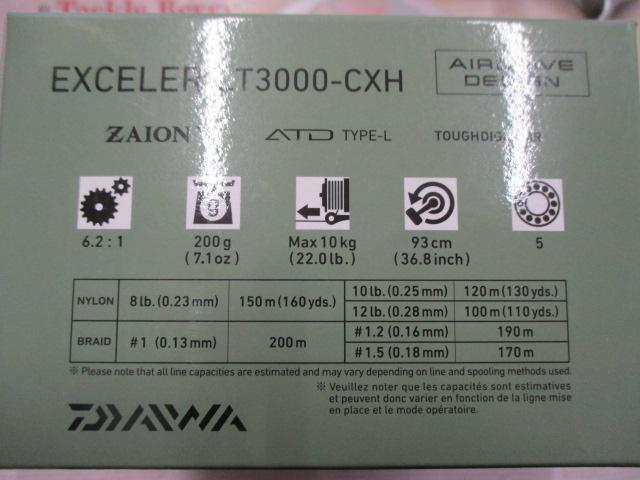 Tackle Berry
EXCELER LT3000-CXH
AIRDRIVE
DESIGN
ZAION V
ATD TYPE-L
TOUGHDIGIGEAR
6.2 : 1
200g
(7.1oz)
Max10kg
(22.0lb.)
93cm
(36.8inch)
5
NYLON 8lb.(0.23mm) 150m(160yds.) 10lb.(0.25mm) 120m(130yds.)
12lb.(0.28mm) 100m(110yds.)
BRAID #1 (0.13mm) 200m #1.2(0.16mm) 190m
#1.5(0.18mm) 170m
※ Please note that all line capacities are estimated and may vary depending on line and spooling methods used.
※ Veuillez noter que les capacités sont estimatives
et peuvent donc varier en fonction de la ligne mise
en place et le mode opératoire.
DAIWA